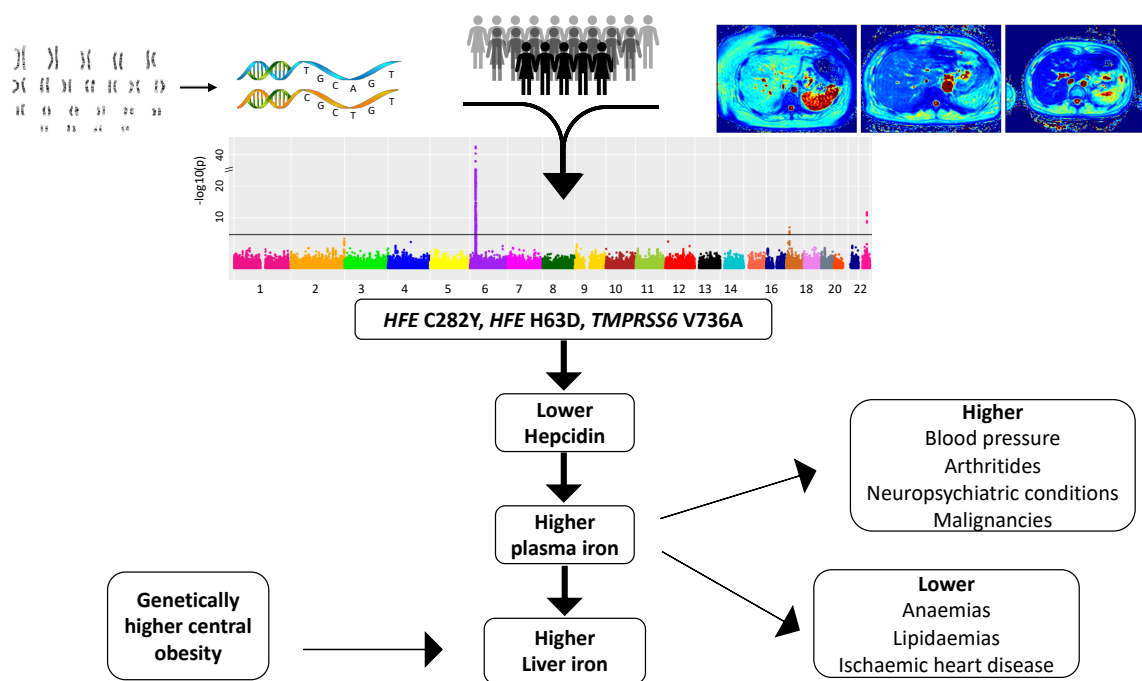 T G C A G T
C G C T G T
-log10(p)
40
20
10
1 2 3 4 5 6 7 8 9 10 11 12 13 14 16 18 20 22
HFE C282Y, HFE H63D, TMPRSS6 V736A
Lower
Hepcidin
Higher
plasma iron
Higher
Blood pressure
Arthritides
Neuropsychiatric conditions
Malignancies
Lower
Anaemias
Lipidaemias
Ischaemic heart disease
Genetically
higher central
obesity
Higher
Liver iron